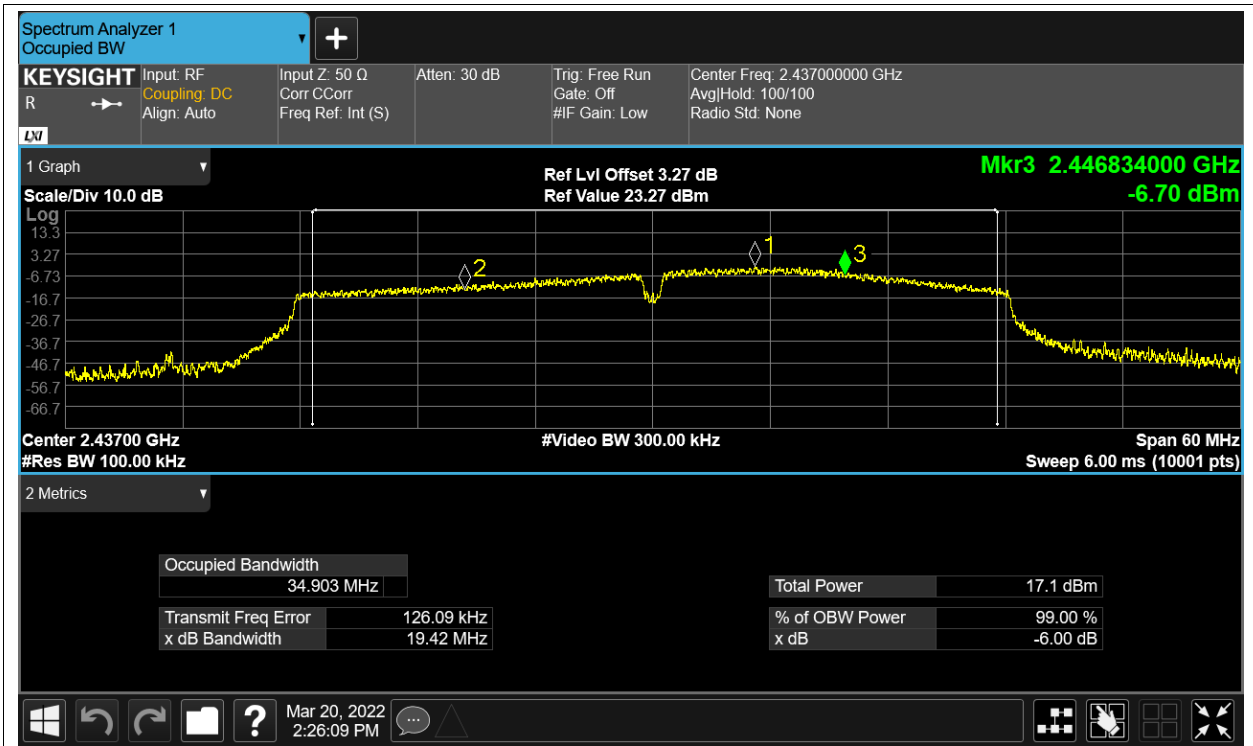 Spectrum Analyzer 1
Occupied BW
KEYSIGHT
R
LXI
Input: RF
Coupling: DC
Align: Auto
Input Z: 50 Ω
Corr CCorr
Freq Ref: Int (S)
Atten: 30 dB
Trig: Free Run
Gate: Off
#IF Gain: Low
Center Freq: 2.437000000 GHz
Avg|Hold: 100/100
Radio Std: None
1 Graph
Scale/Div 10.0 dB
Ref Lvl Offset 3.27 dB
Ref Value 23.27 dBm
Mkr3 2.446834000 GHz
-6.70 dBm
Log
13.3
3.27
-6.73
-16.7
-26.7
-36.7
-46.7
-56.7
-66.7
2
1
3
Center 2.43700 GHz
#Res BW 100.00 kHz
#Video BW 300.00 kHz
Span 60 MHz
Sweep 6.00 ms (10001 pts)
2 Metrics
Occupied Bandwidth
34.903 MHz
Transmit Freq Error 126.09 kHz
x dB Bandwidth 19.42 MHz
Total Power 17.1 dBm
% of OBW Power 99.00 %
x dB -6.00 dB
?
Mar 20, 2022
2:26:09 PM